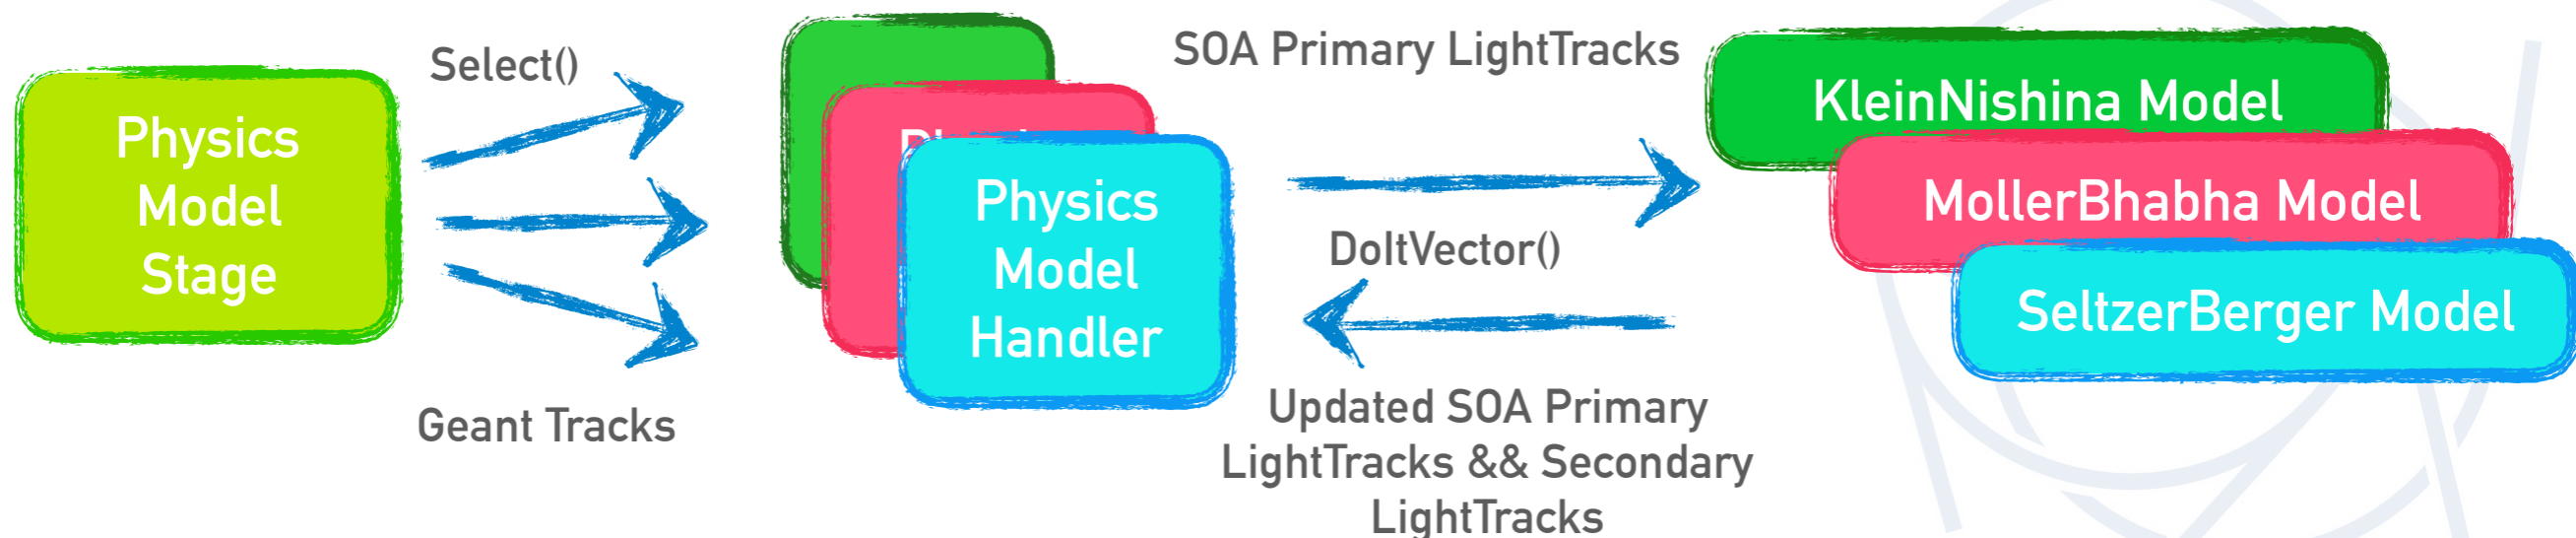 Physics
Model
Stage
Select()
Geant Tracks
Physics
Model
Handler
SOA Primary LightTracks
DoItVector()
Updated SOA Primary
LightTracks && Secondary
LightTracks
KleinNishina Model
MollerBhabha Model
SeltzerBerger Model